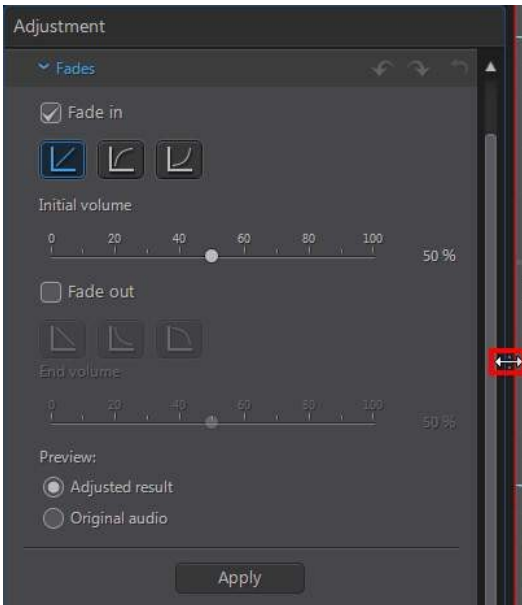 Adjustment
Fades
Fade in
Initial volume
0 20 40 60 80 100
50 %
Fade out
End volume
0 20 40 60 80 100
50 %
Preview:
Adjusted result
Original audio
Apply